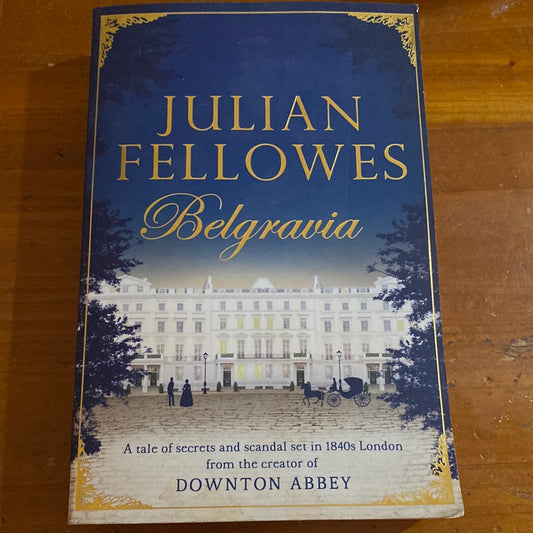 JULIAN
FELLOWES
Belgravia
A tale of secrets and scandal set in 1840s London
from the creator of
DOWNTON ABBEY